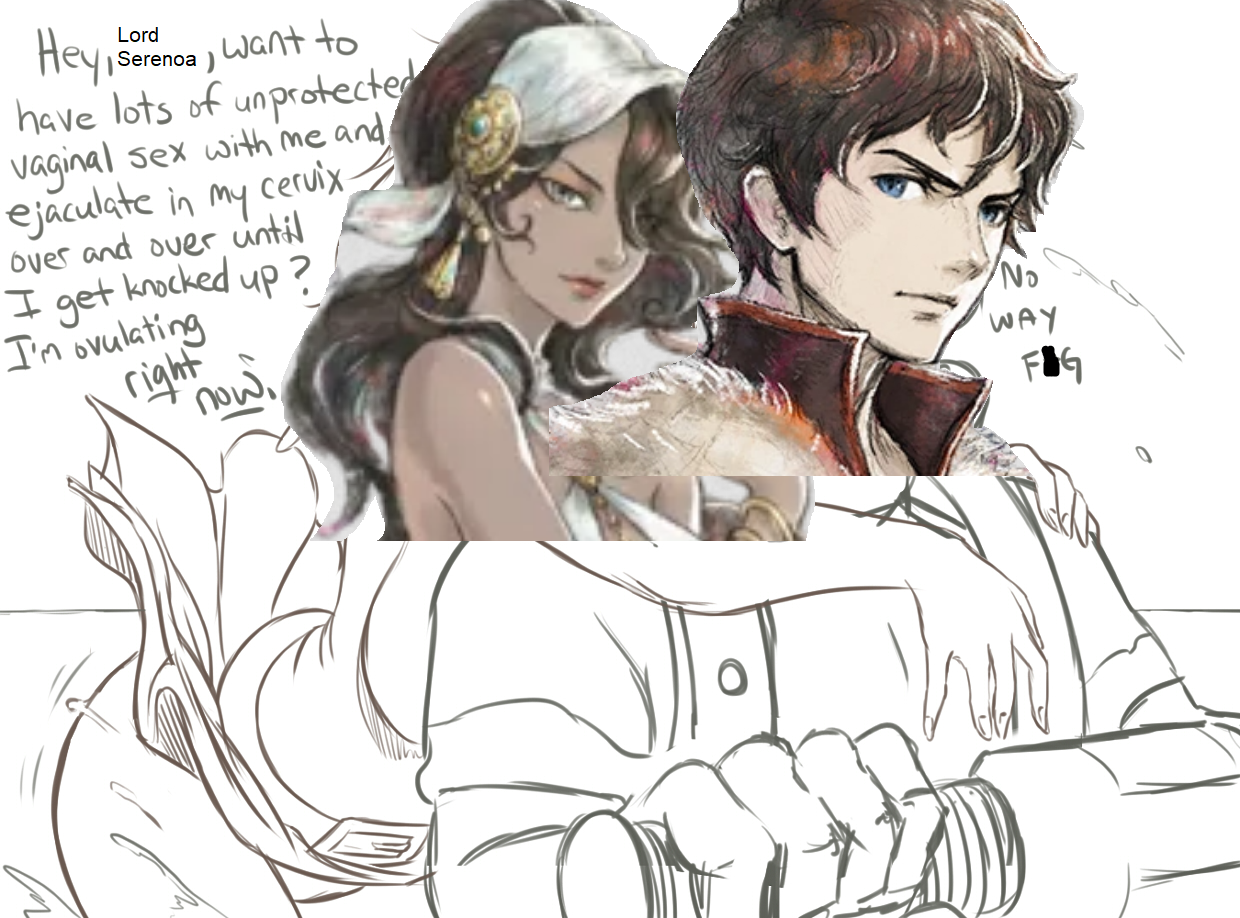 Hey, Lord Serenoa, want to
have lots of unprotected
vaginal sex with me and
ejaculate in my cervix
over and over until
I get knocked up?
I'm ovulating
right
now.
NO
WAY
F G